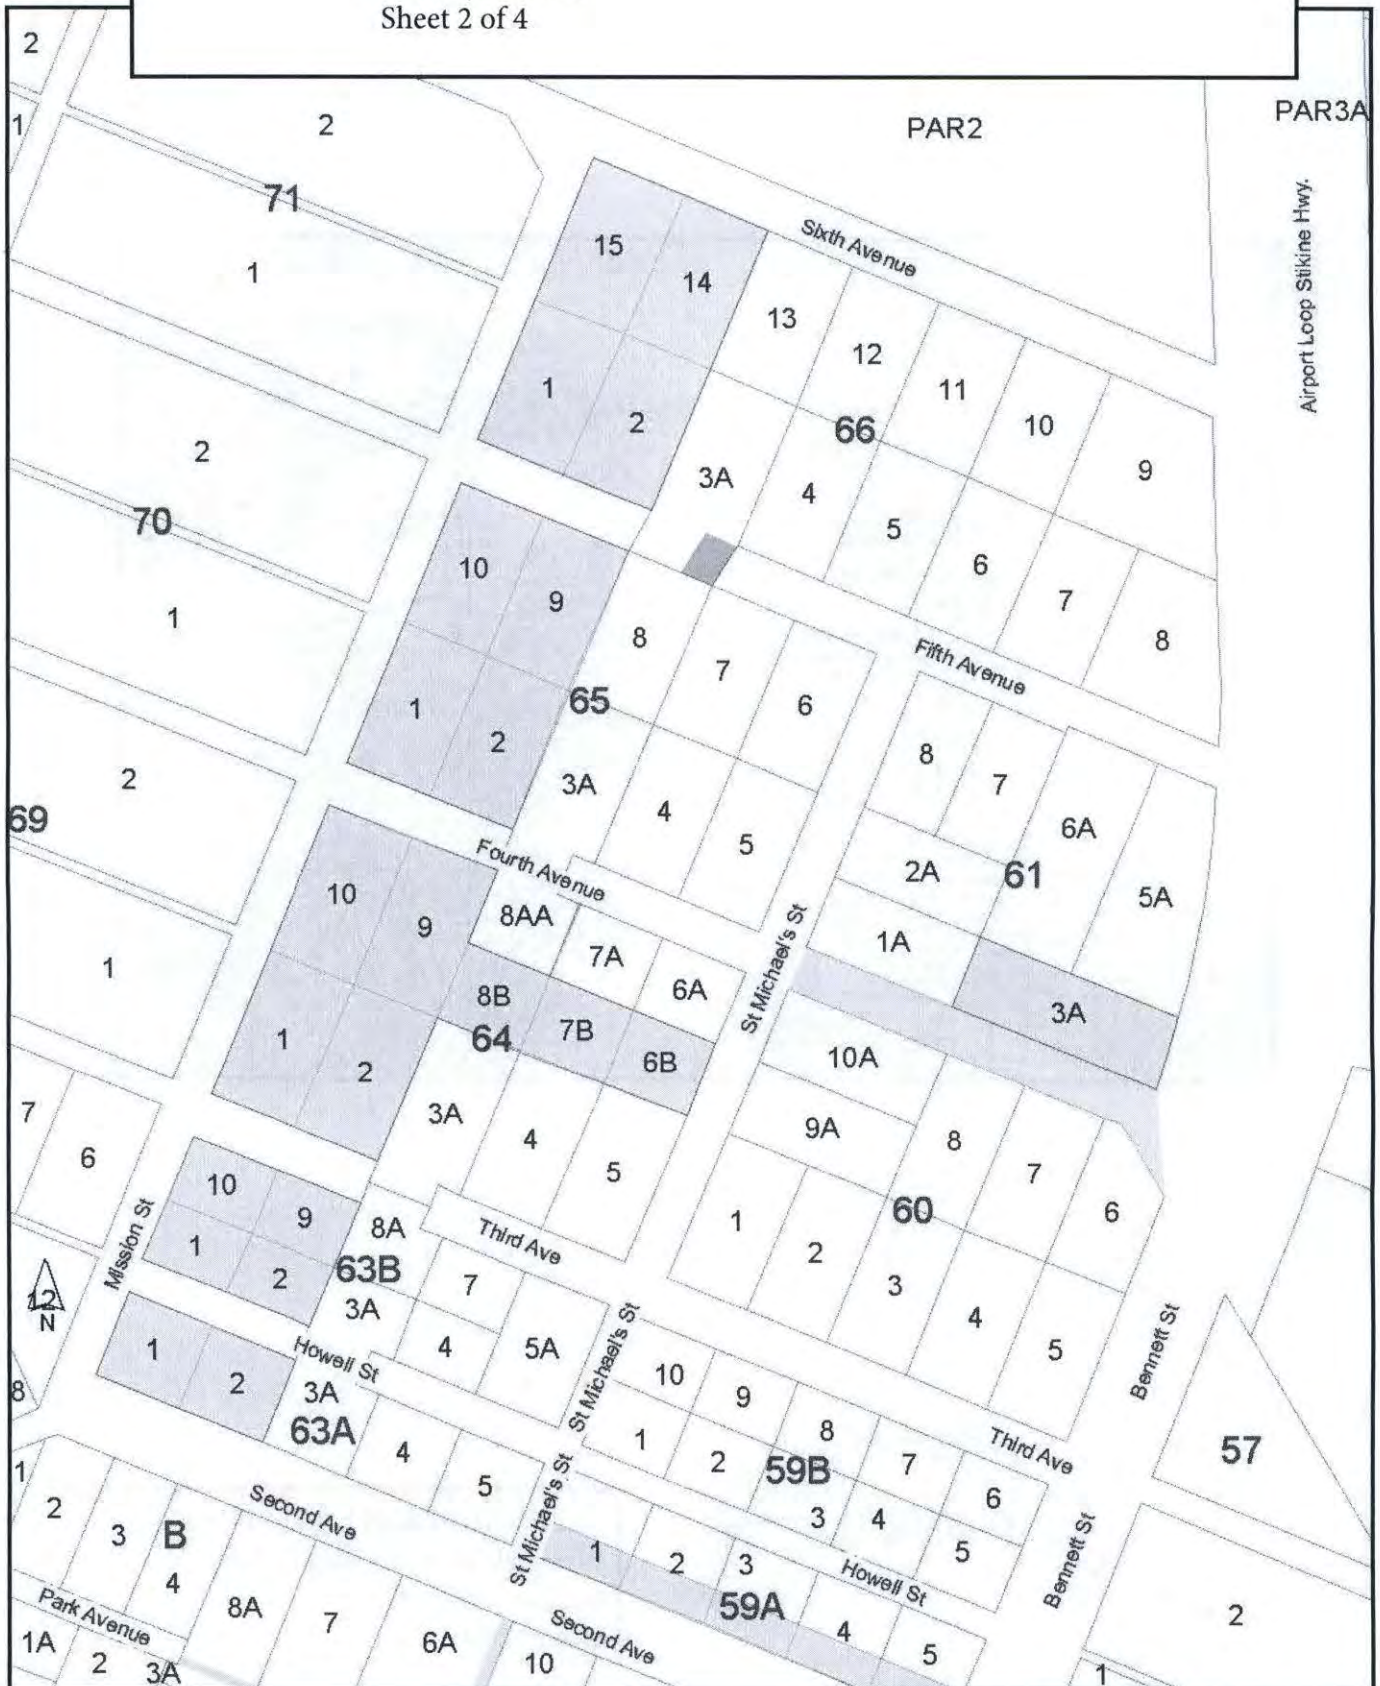 Sheet 2 of 4
2
1
2
71
1
PAR2
PAR3A
Airport Loop Stikine Hwy.
Sixth Avenue
15
14
13
12
11
10
9
1
2
66
3A
4
5
6
7
8
2
70
1
10
9
8
7
6
65
1
2
3A
4
5
Fifth Avenue
8
7
6A
5A
2A
61
1A
3A
2
69
1
Fourth Avenue
10
9
8AA
7A
6A
8B
7B
6B
64
1
2
3A
4
5
St Michael's St
10A
9A
8
7
6
60
1
2
3
4
5
7
6
Mission St
12
N
8
10
9
8A
Third Ave
1
2
63B
3A
7
4
5A
Howell St
1
2
3A
63A
4
5
St Michael's St
St Michael's St
10
9
8
7
6
1
2
59B
3
4
5
Third Ave
Bennett St
57
Bennett St
Howell St
1
2
3
59A
4
5
Second Ave
Second Ave
1
2
3
B
4
8A
7
6A
10
Park Avenue
1A
2
3A
2
1